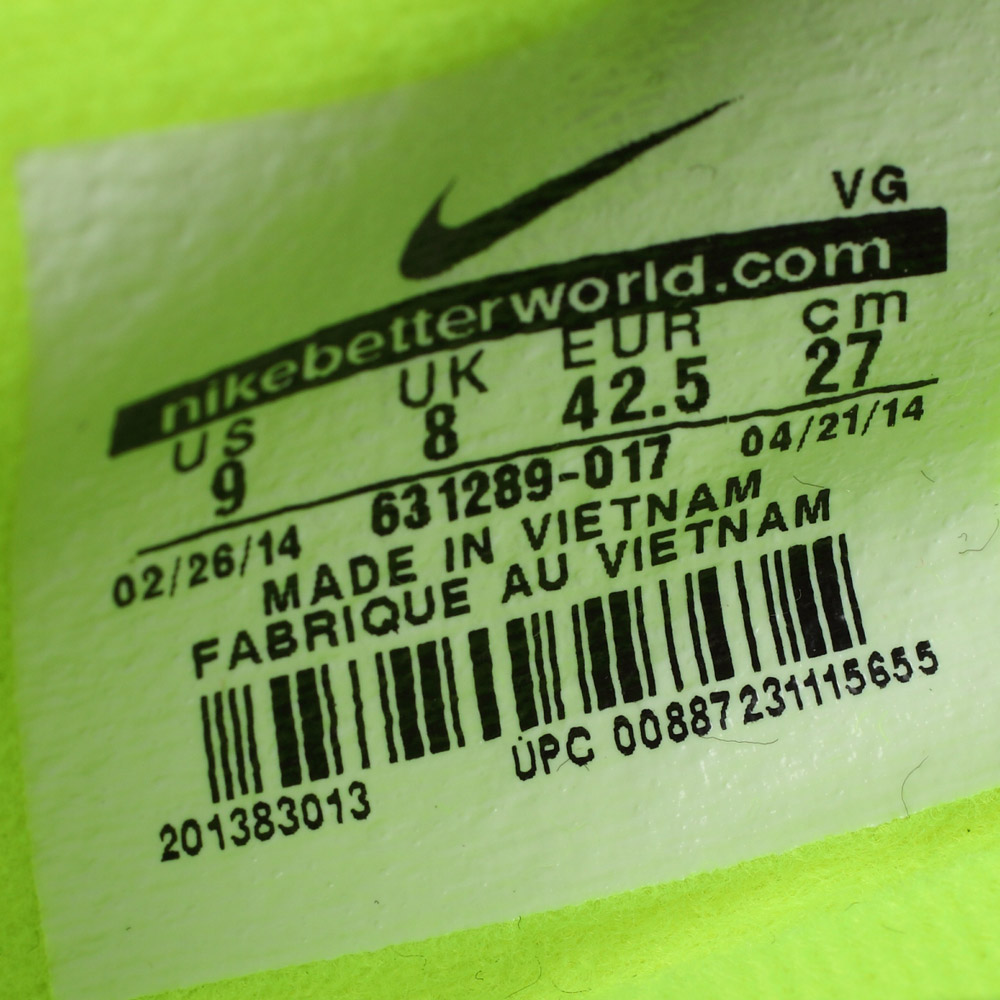 VG
nikebetterworld.com
US UK EUR cm
9 8 42.5 27
02/26/14 631289-017 04/21/14
MADE IN VIETNAM
FABRIQUE AU VIETNAM
201383013 UPC 00887231115655